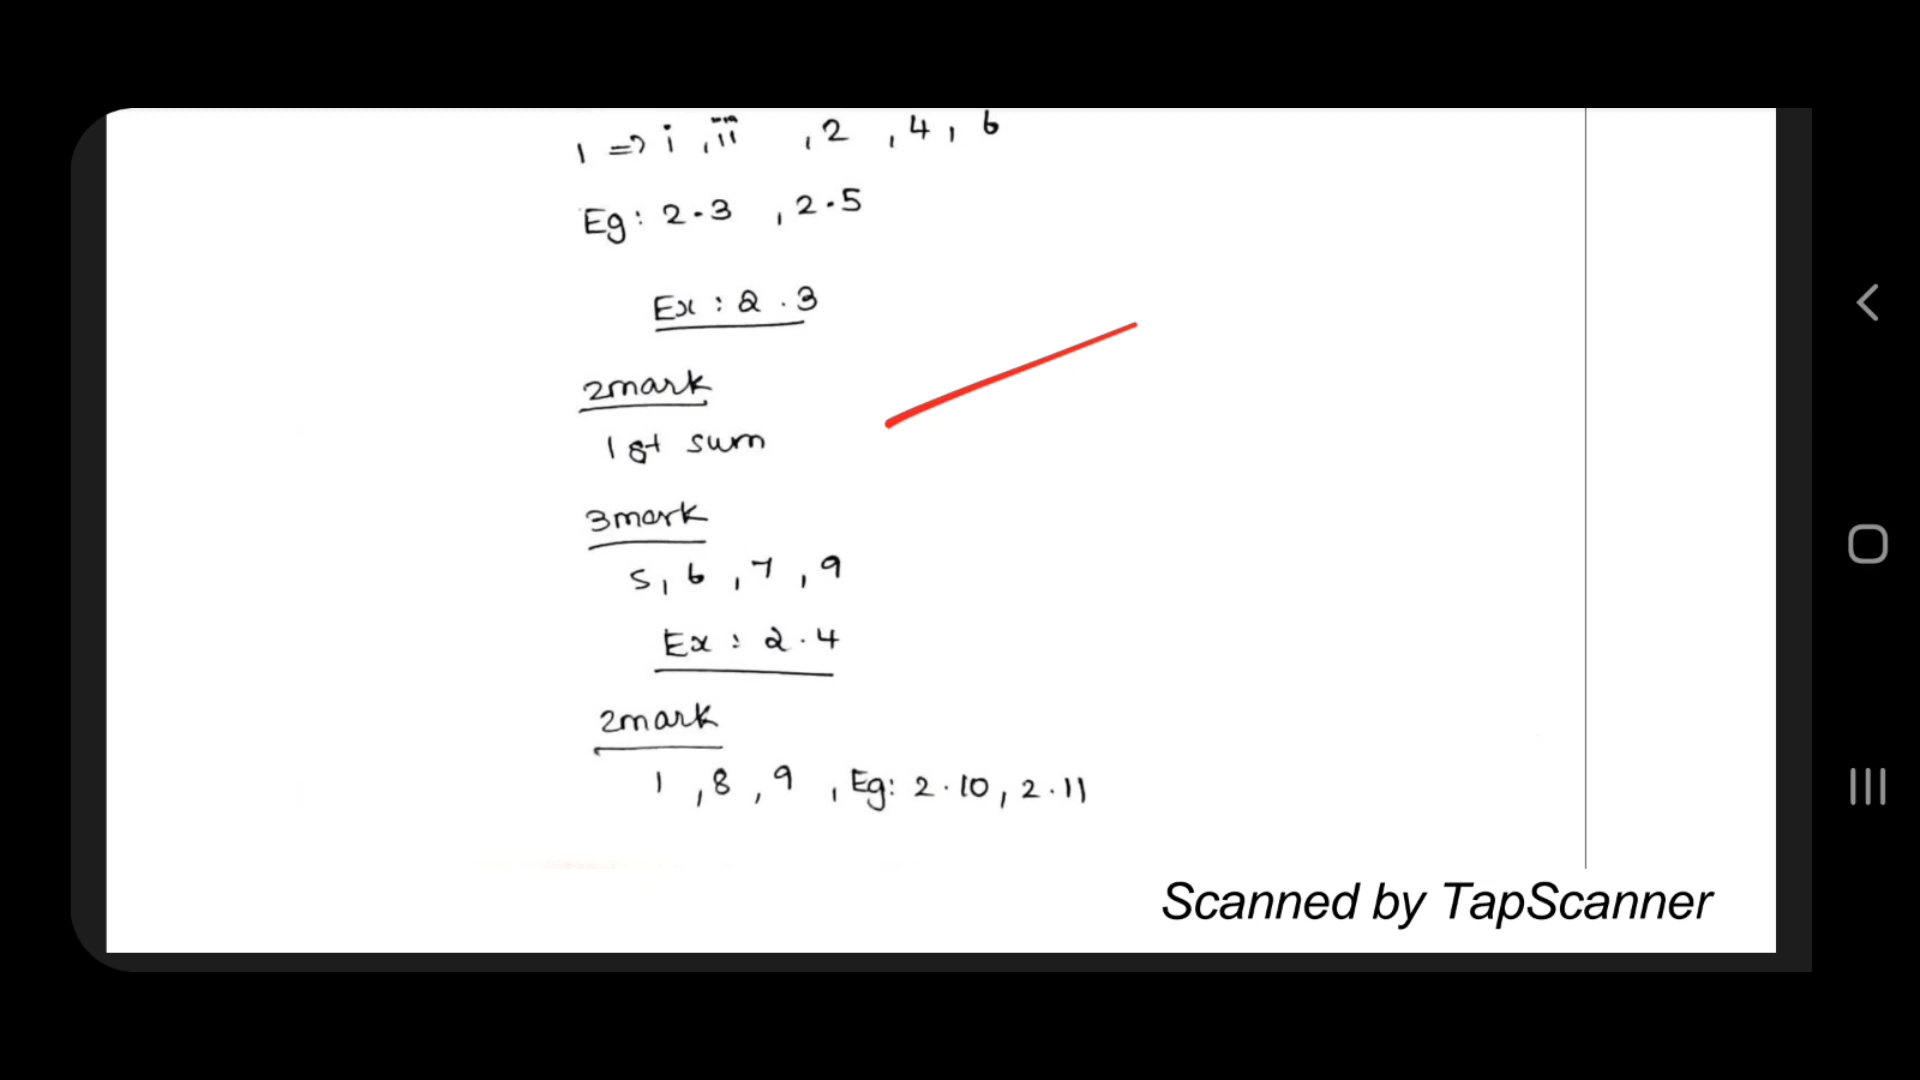 1 => i, iii, 2, 4, 6
Eg: 2.3, 2.5
Ex: 2.3
2mark
1st sum
3mark
5, 6, 7, 9
Ex: 2.4
2mark
1, 8, 9, Eg: 2.10, 2.11
Scanned by TapScanner